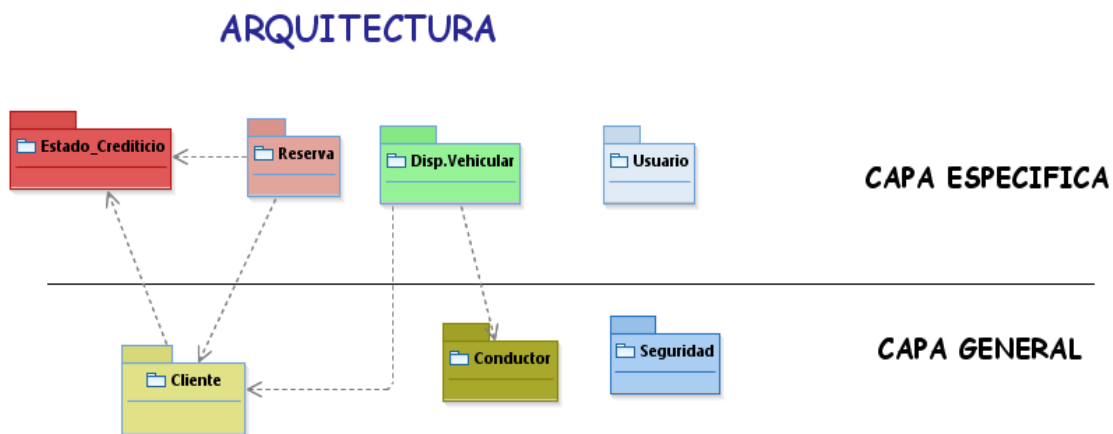 ARQUITECTURA
Estado_Crediticio
Reserva
Disp.Vehicular
Usuario
CAPA ESPECIFICA
Cliente
Conductor
Seguridad
CAPA GENERAL